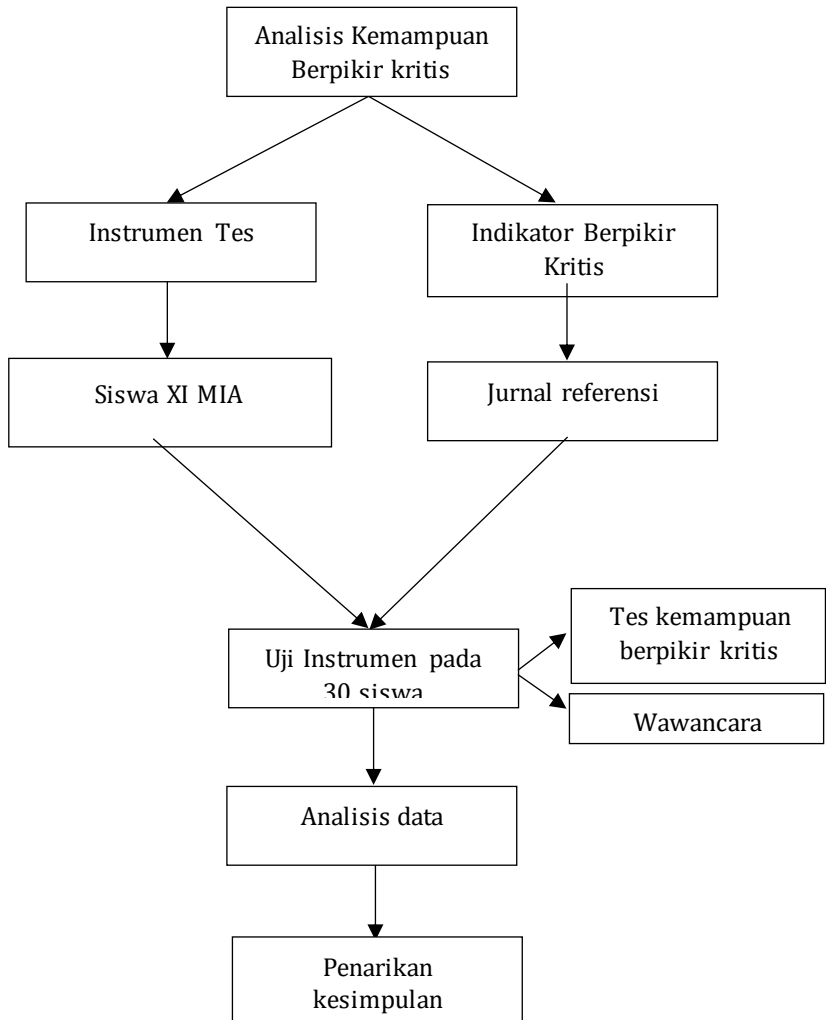 Analisis Kemampuan
Berpikir kritis
Instrumen Tes
Indikator Berpikir
Kritis
Siswa XI MIA
Jurnal referensi
Uji Instrumen pada
30 siswa
Tes kemampuan
berpikir kritis
Wawancara
Analisis data
Penarikan
kesimpulan